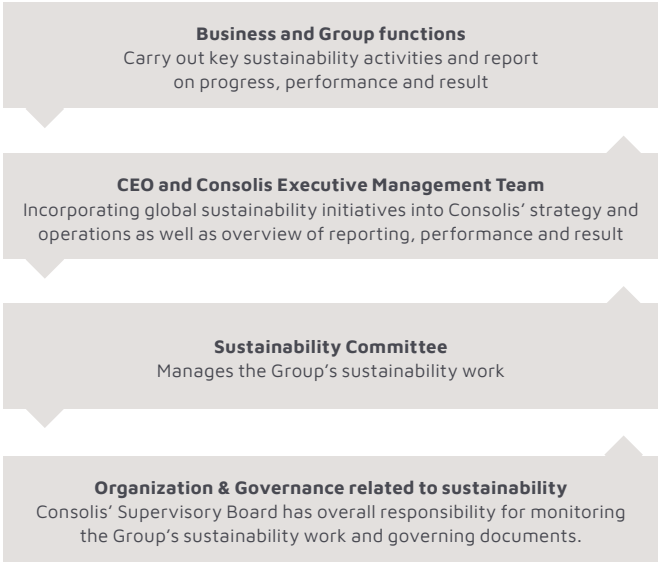 Business and Group functions
Carry out key sustainability activities and report
on progress, performance and result
CEO and Consolis Executive Management Team
Incorporating global sustainability initiatives into Consolis’ strategy and
operations as well as overview of reporting, performance and result
Sustainability Committee
Manages the Group’s sustainability work
Organization & Governance related to sustainability
Consolis’ Supervisory Board has overall responsibility for monitoring
the Group’s sustainability work and governing documents.